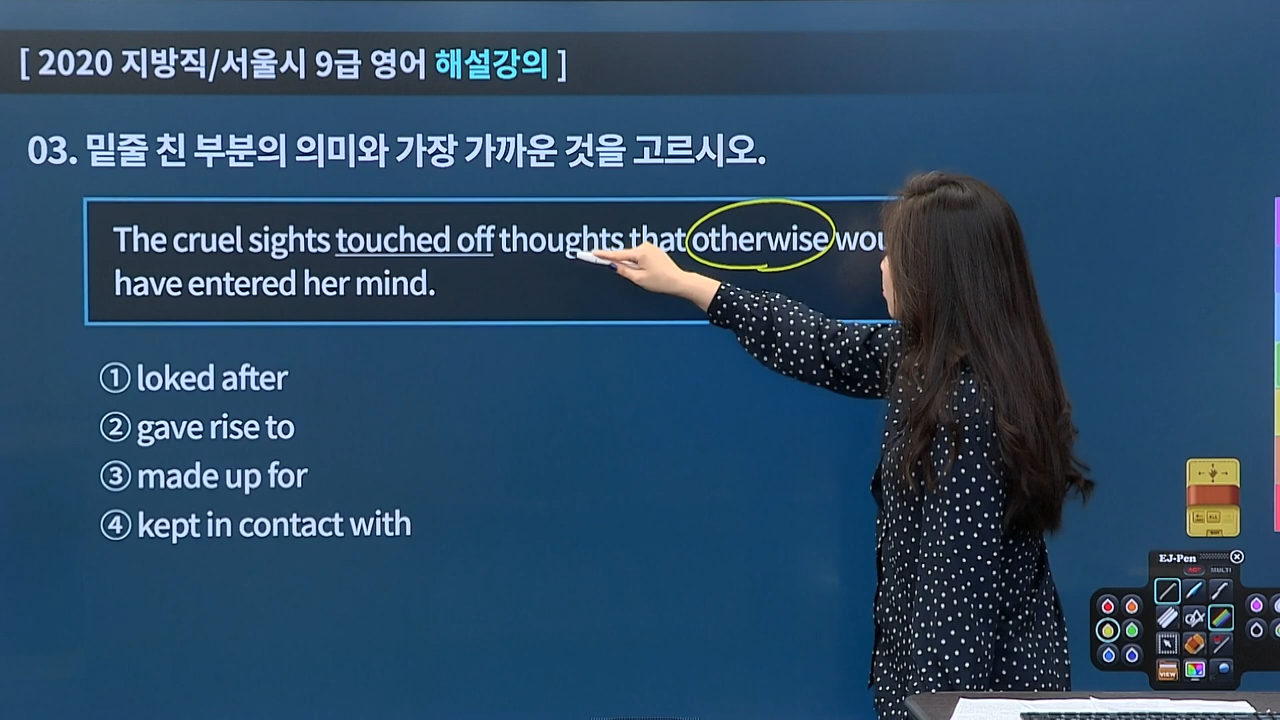 [ 2020 지방직/서울시 9급 영어 해설강의 ]
03. 밑줄 친 부분의 의미와 가장 가까운 것을 고르시오.
The cruel sights touched off thoughts that otherwise
have entered her mind.
① loked after
② gave rise to
③ made up for
④ kept in contact with
EJ-Pen
MULTI
VIEW